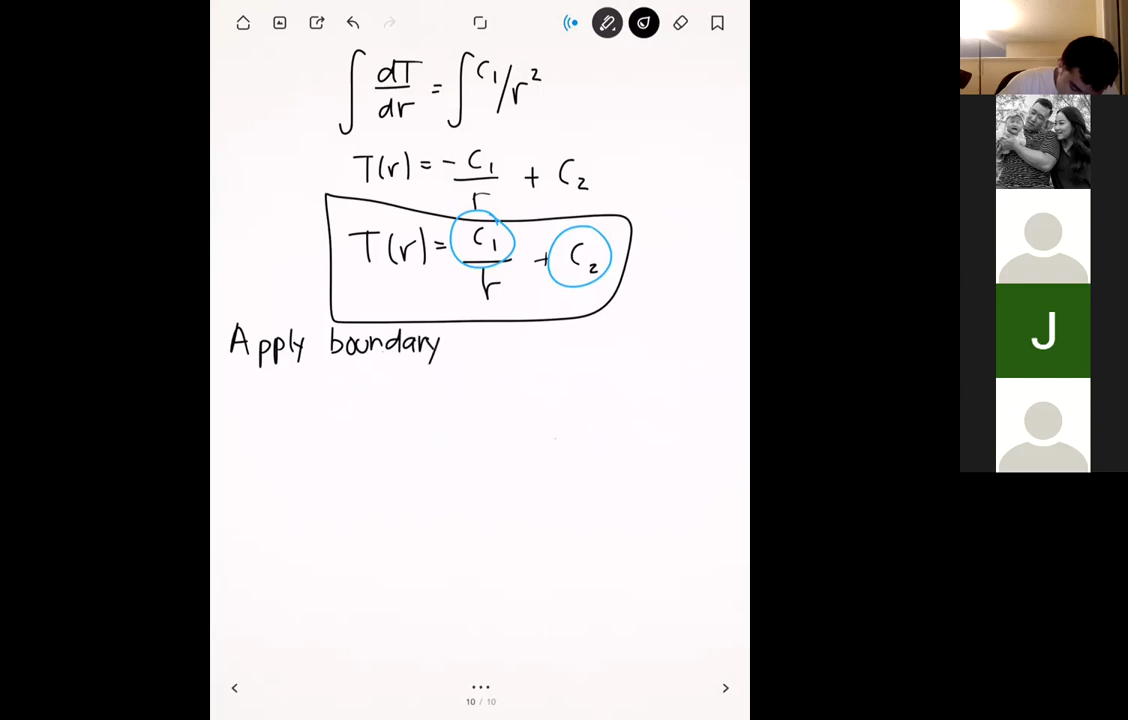 ∫ dT/dr = ∫ C₁/r²
T(r) = - C₁/r + C₂
T(r) = C₁/r + C₂
Apply boundary
J
10 / 10